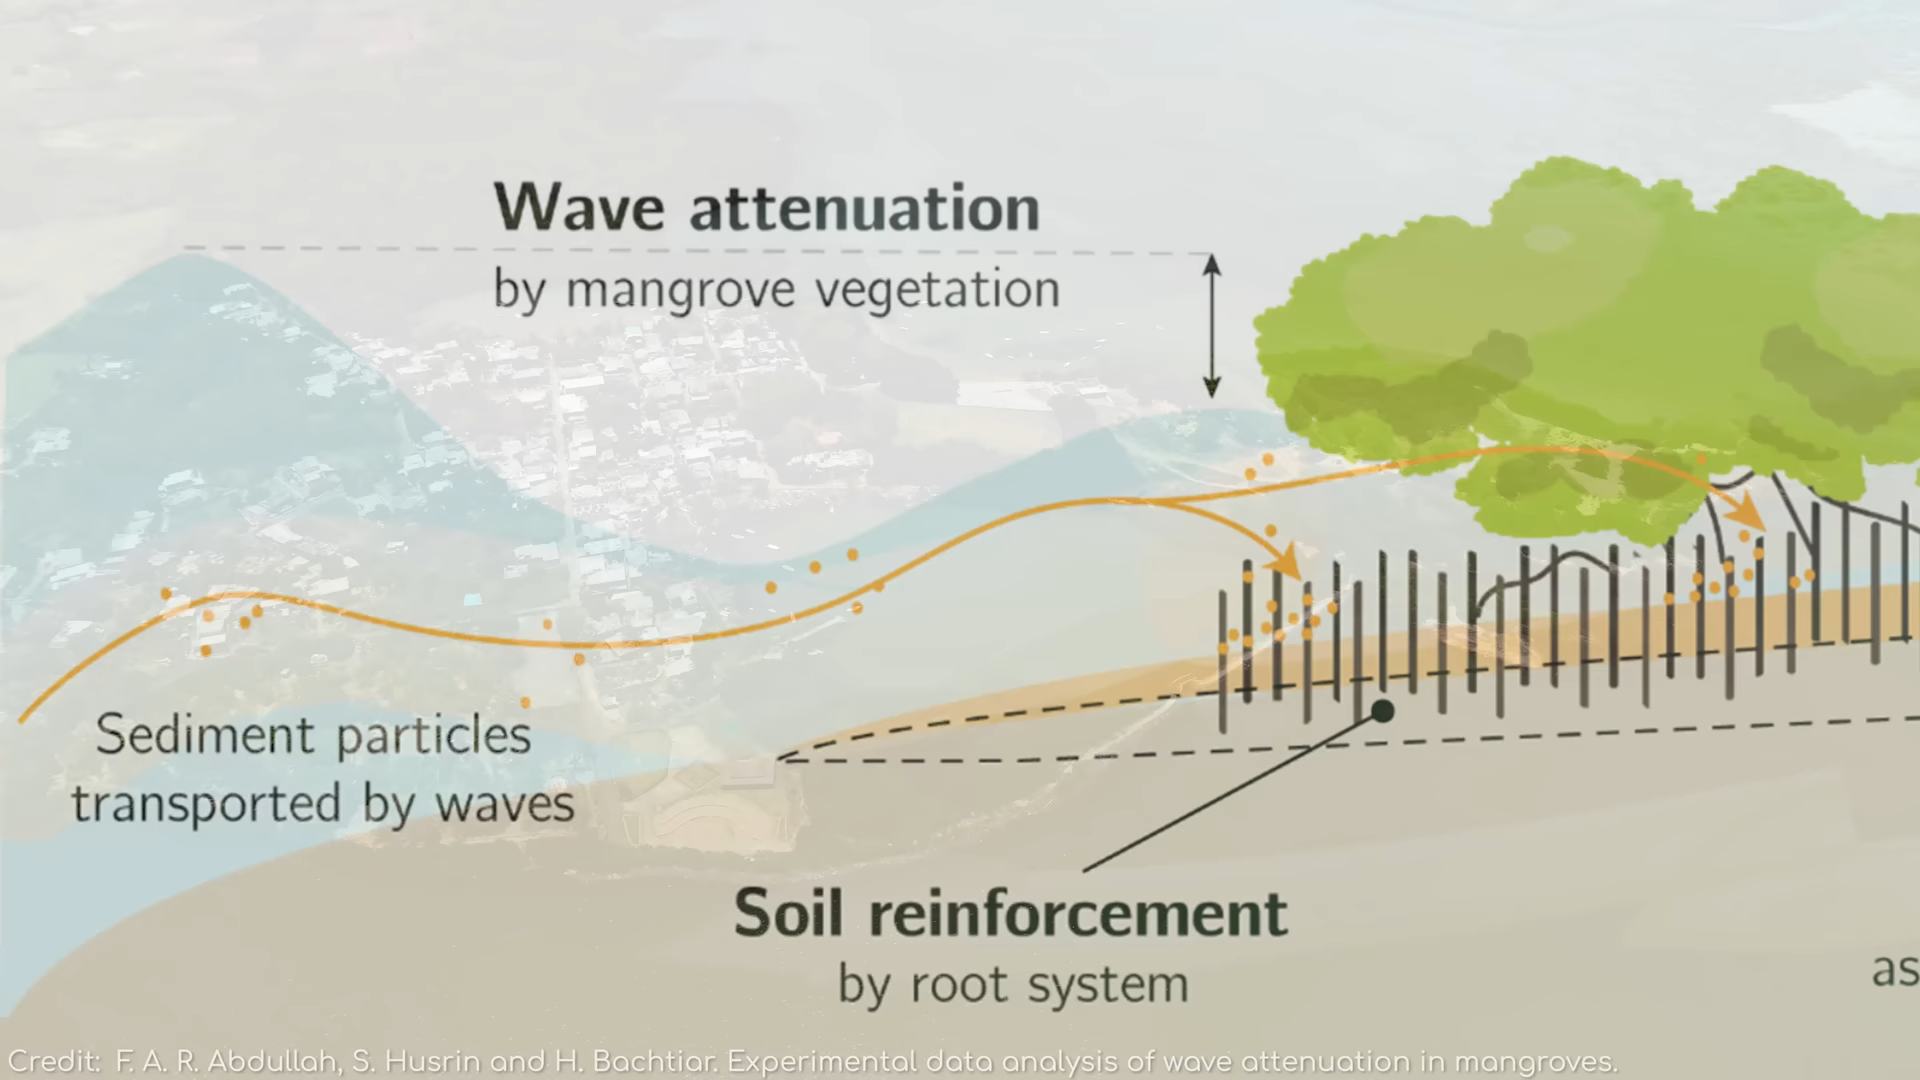 Wave attenuation
by mangrove vegetation
Sediment particles
transported by waves
Soil reinforcement
by root system
as
Credit: F. A. R. Abdullah, S. Husrin and H. Bachtiar. Experimental data analysis of wave attenuation in mangroves.